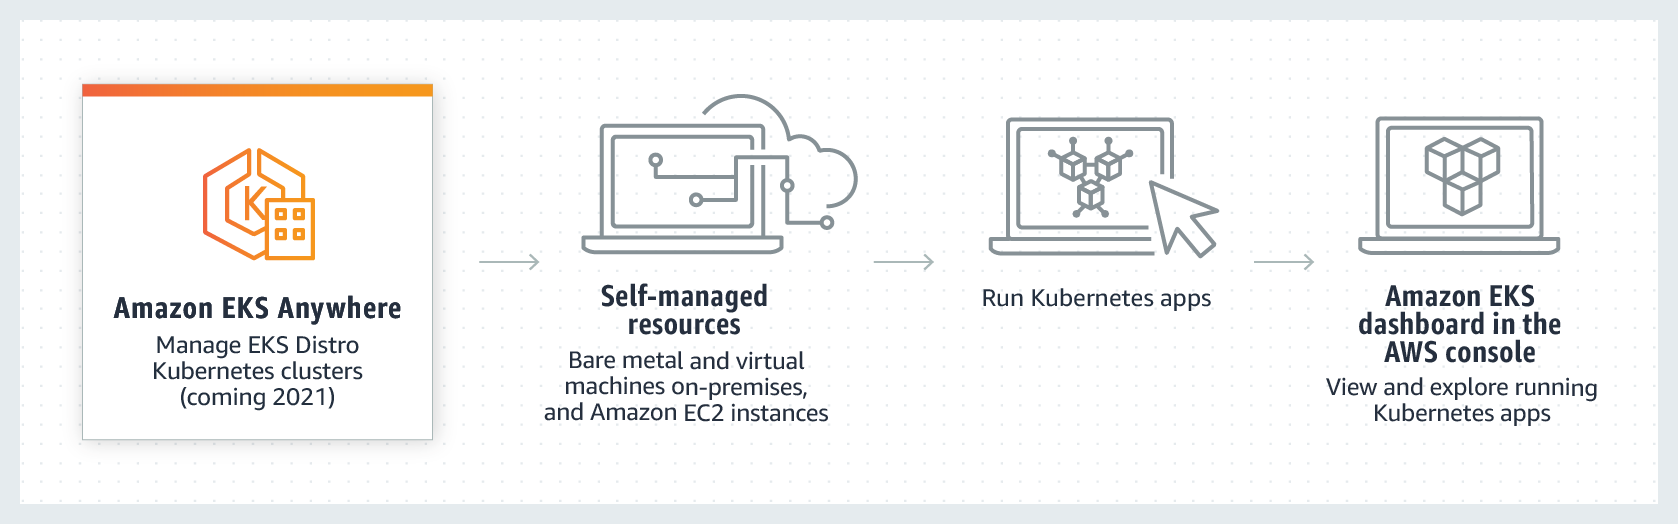 K
Amazon EKS Anywhere
Manage EKS Distro
Kubernetes clusters
(coming 2021)
Self-managed
resources
Bare metal and virtual
machines on-premises,
and Amazon EC2 instances
Run Kubernetes apps
Amazon EKS
dashboard in the
AWS console
View and explore running
Kubernetes apps